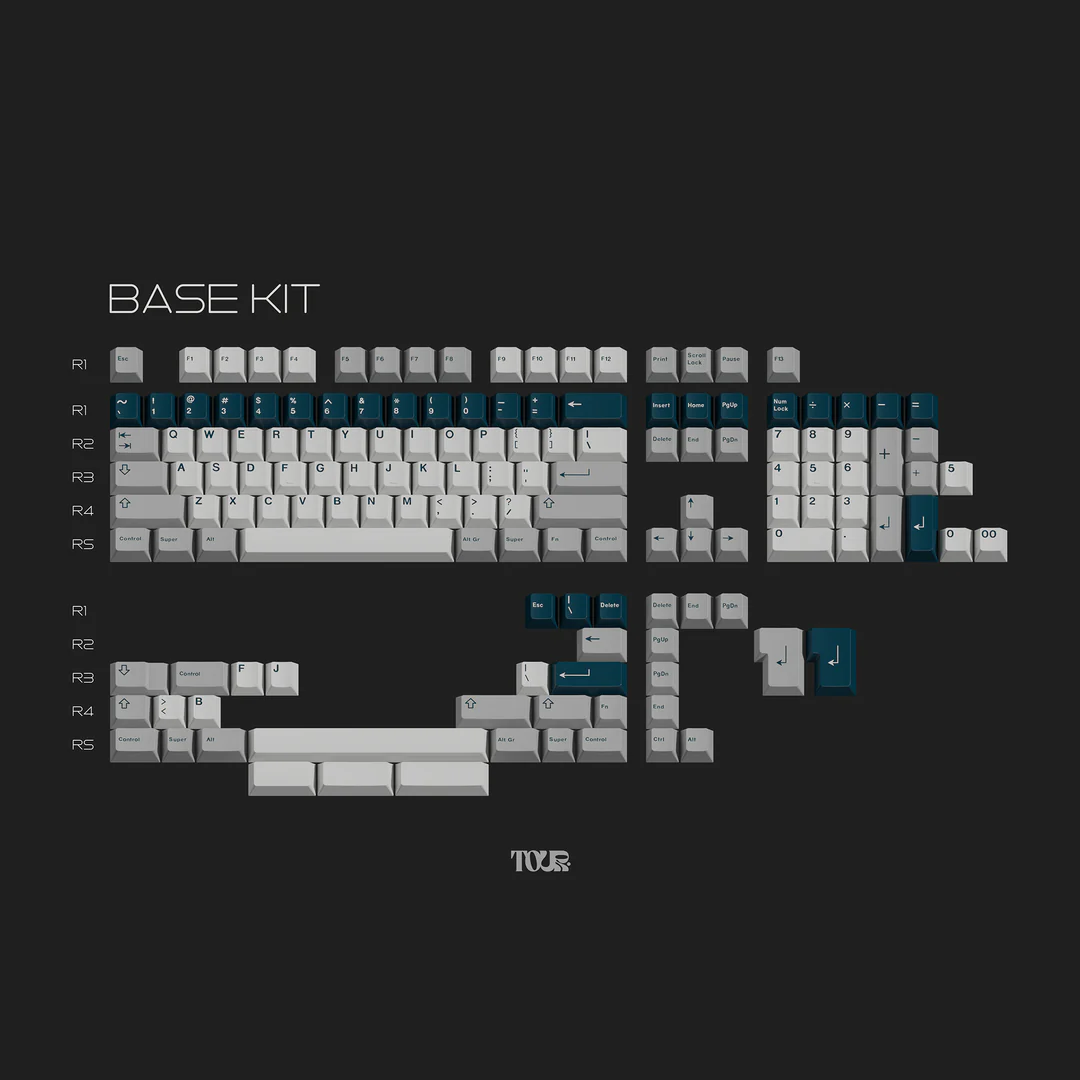 BASE KIT
R1 Esc F1 F2 F3 F4 F5 F6 F7 F8 F9 F10 F11 F12 Print Scroll Lock Pause F13
R1 ~ ` ! 1 @ 2 # 3 $ 4 % 5 ^ 6 & 7 * 8 ( 9 ) 0 _ - + = ← Insert Home PgUp Num Lock ÷ × − =
R2 ⇤ ⇥ Q W E R T Y U I O P { [ } ] | \ Delete End PgDn 7 8 9 + −
R3 ⇩ A S D F G H J K L : ; " ' ↵ 4 5 6 + 5
R4 ⇧ Z X C V B N M < , > . ? / ⇧ ↑ 1 2 3 ↵ ↵
R5 Control Super Alt Alt Gr Super Fn Control ← ↓ → 0 . 0 00
R1 Esc | \ Delete Delete End PgDn
R2 ← PgUp ↵ ↵
R3 ⇩ Control F J | \ ↵ PgDn
R4 ⇧ > < B ⇧ ⇧ Fn End
R5 Control Super Alt Alt Gr Super Control Ctrl Alt
TOUR